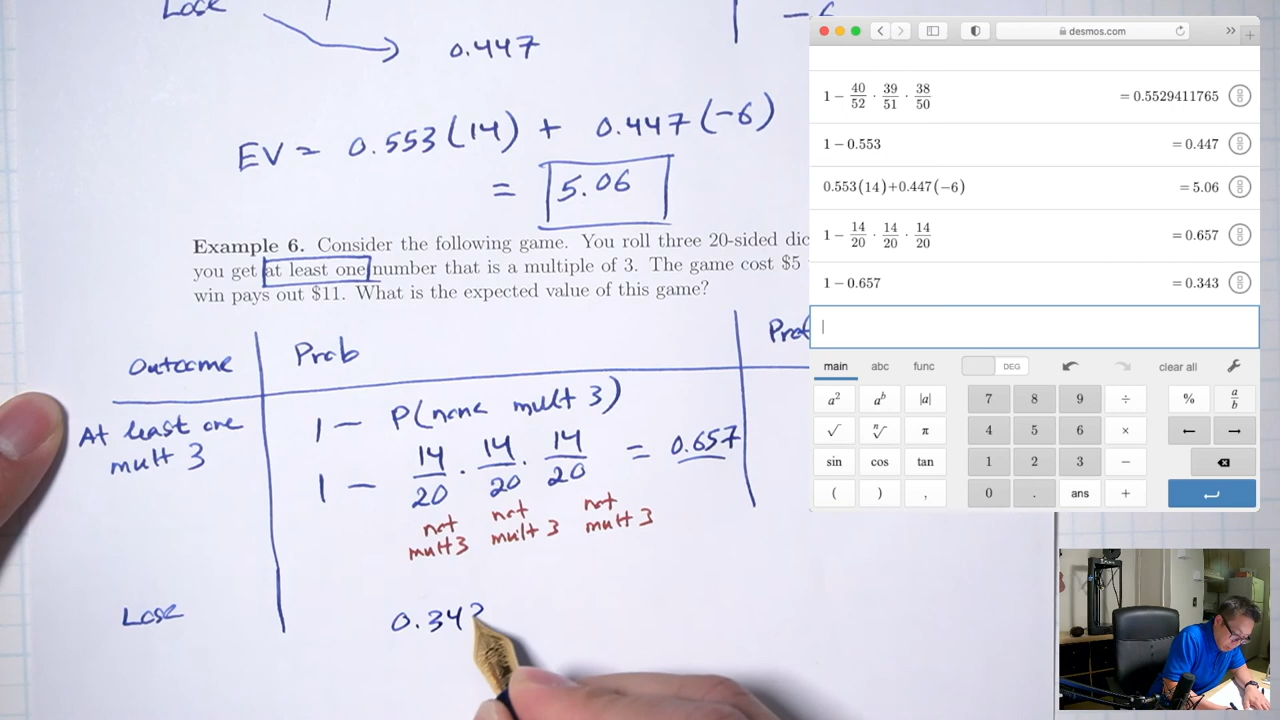 Lose
- 6
0.447
EV = 0.553(14) + 0.447(-6)
= 5.06
Example 6. Consider the following game. You roll three 20-sided dic
you get at least one number that is a multiple of 3. The game cost $5
win pays out $11. What is the expected value of this game?
Outcome Prob Prof
At least one
mult 3
1 - P(none mult 3)
1 - 14/20 · 14/20 · 14/20 = 0.657
not mult 3 not mult 3 not mult 3
Lose 0.343
desmos.com
1 - 40/52 · 39/51 · 38/50 = 0.5529411765
1 - 0.553 = 0.447
0.553(14)+0.447(-6) = 5.06
1 - 14/20 · 14/20 · 14/20 = 0.657
1 - 0.657 = 0.343
main abc func DEG clear all
a² aᵇ |a| 7 8 9 ÷ % a/b
√ ⁿ√ π 4 5 6 × ← →
sin cos tan 1 2 3 −
( ) , 0 . ans +